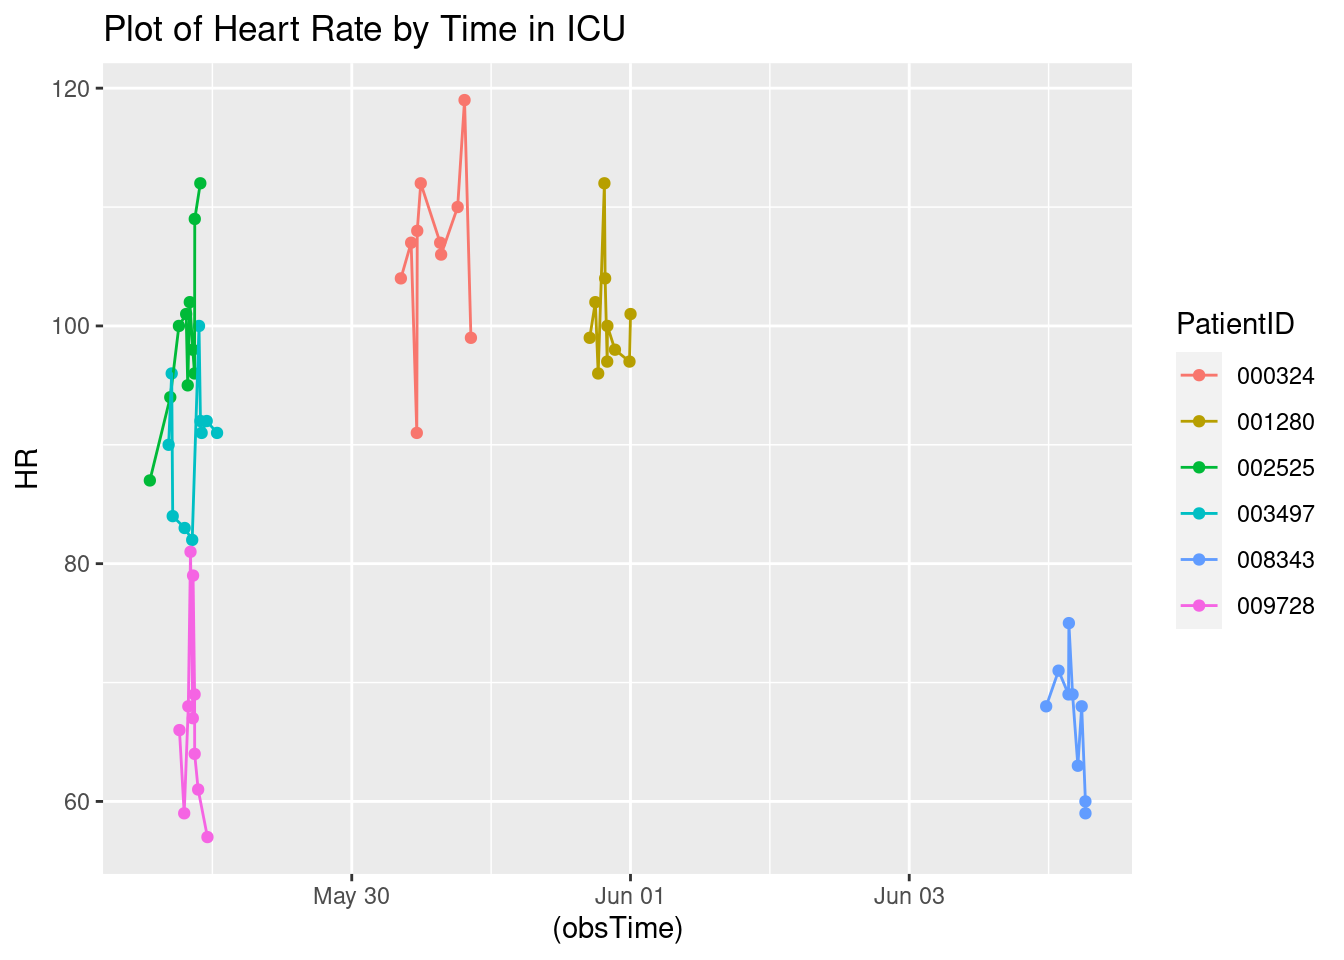 Plot of Heart Rate by Time in ICU
120
100
80
60
HR
May 30
Jun 01
Jun 03
(obsTime)
PatientID
000324
001280
002525
003497
008343
009728